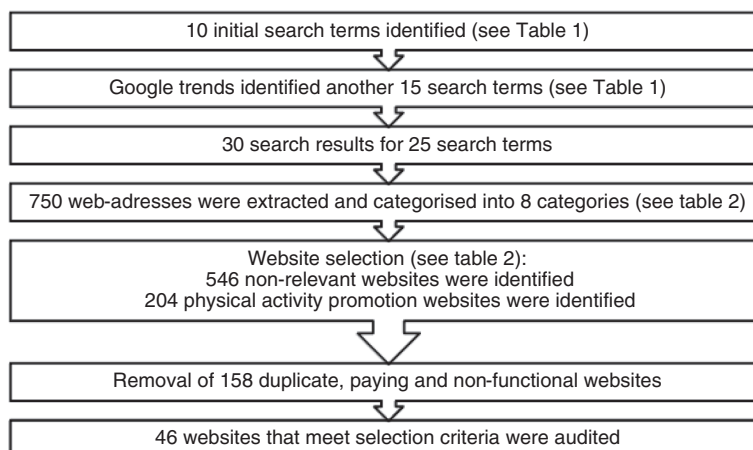 10 initial search terms identified (see Table 1)
Google trends identified another 15 search terms (see Table 1)
30 search results for 25 search terms
750 web-adresses were extracted and categorised into 8 categories (see table 2)
Website selection (see table 2):
546 non-relevant websites were identified
204 physical activity promotion websites were identified
Removal of 158 duplicate, paying and non-functional websites
46 websites that meet selection criteria were audited